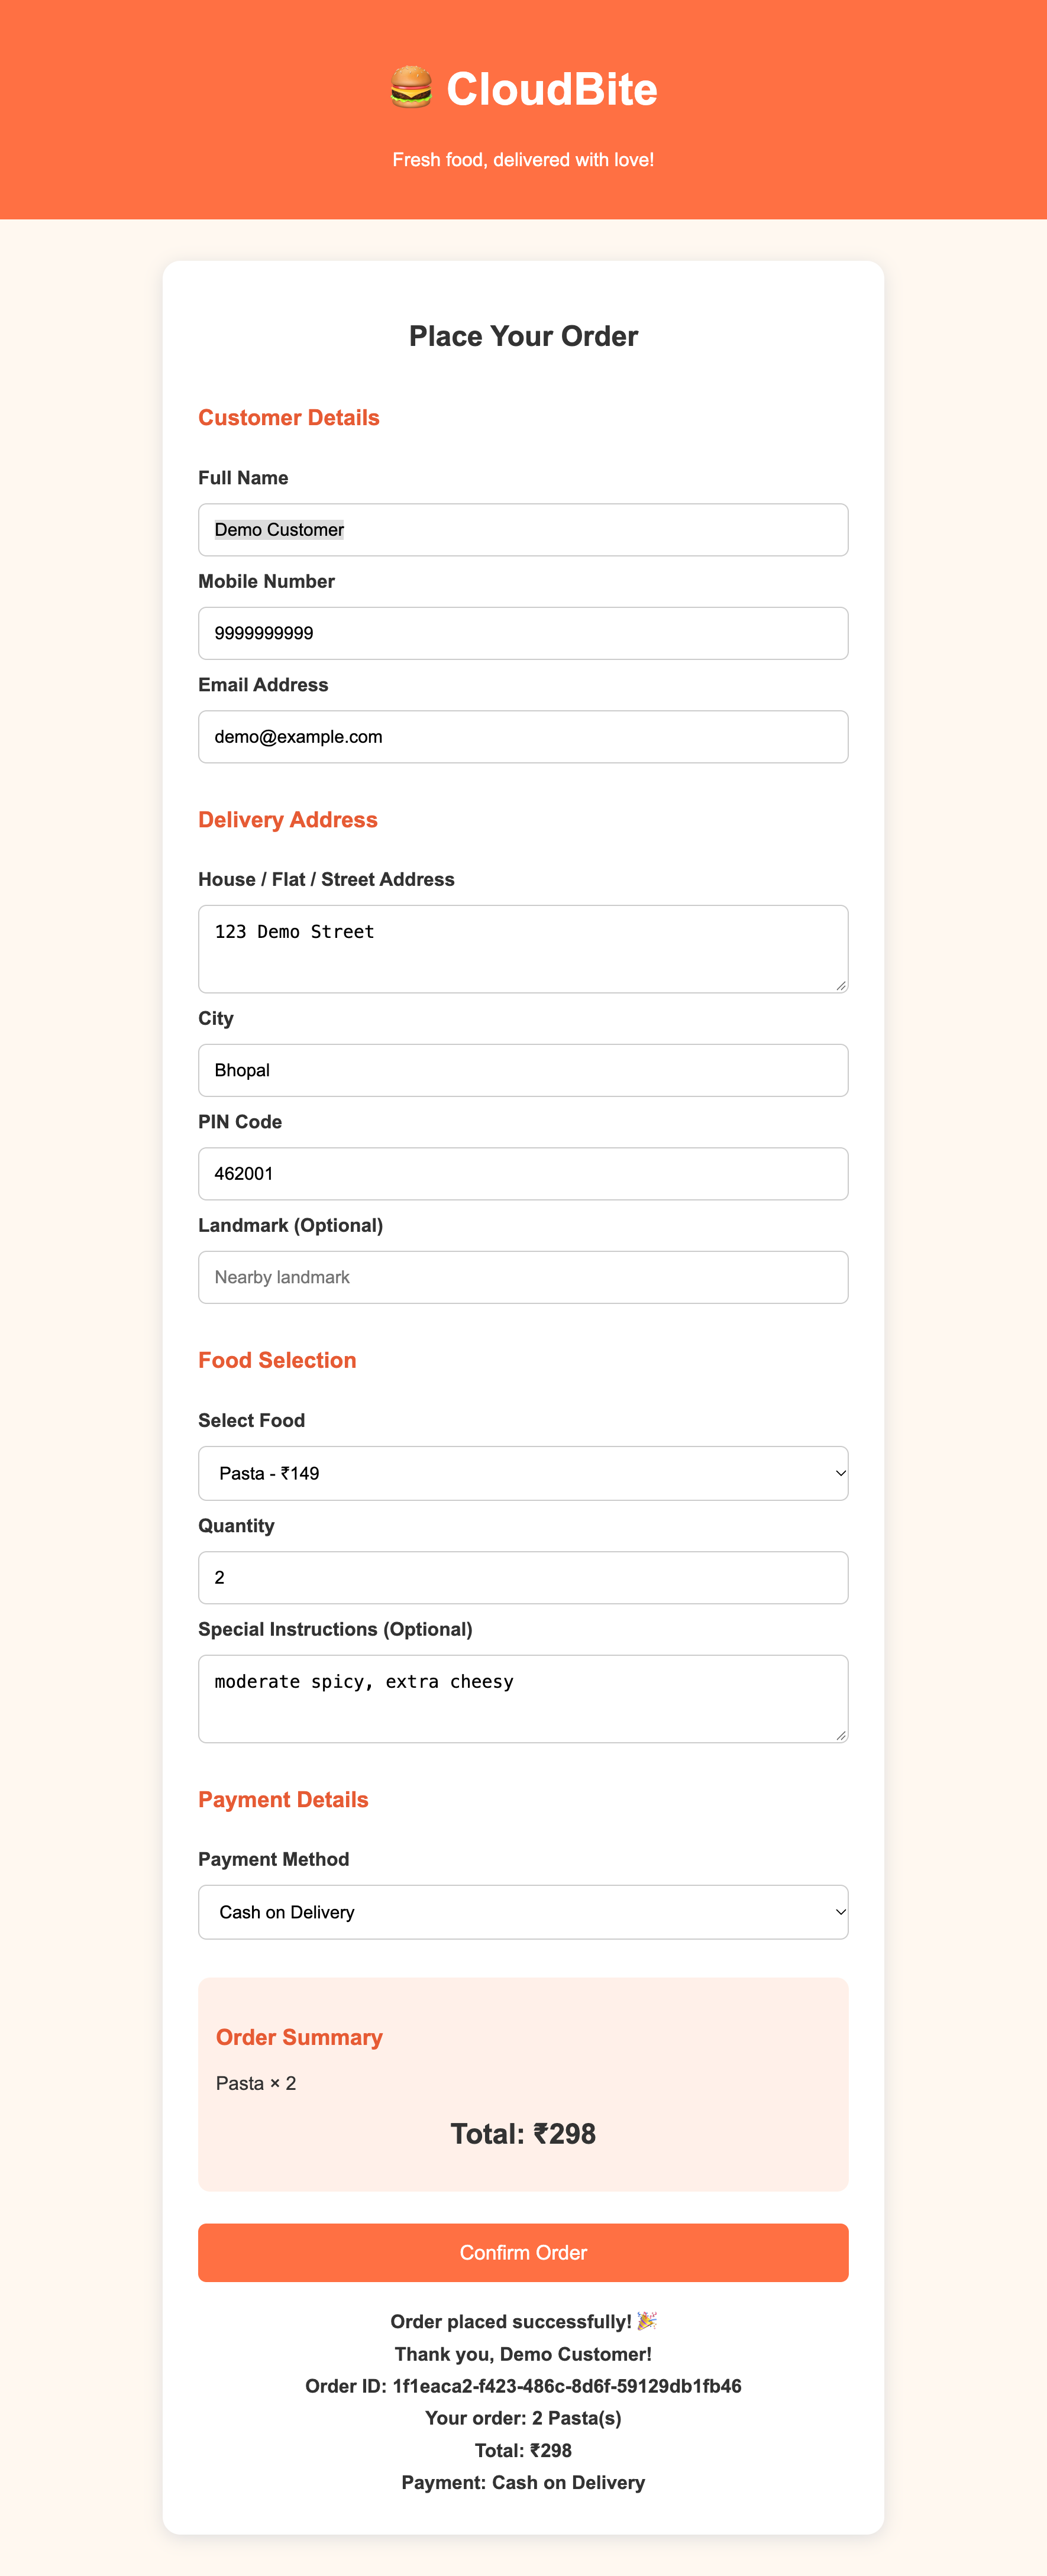 🍔 CloudBite
Fresh food, delivered with love!
Place Your Order
Customer Details
Full Name
Demo Customer
Mobile Number
9999999999
Email Address
demo@example.com
Delivery Address
House / Flat / Street Address
123 Demo Street
City
Bhopal
PIN Code
462001
Landmark (Optional)
Nearby landmark
Food Selection
Select Food
Pasta - ₹149
Quantity
2
Special Instructions (Optional)
moderate spicy, extra cheesy
Payment Details
Payment Method
Cash on Delivery
Order Summary
Pasta × 2
Total: ₹298
Confirm Order
Order placed successfully! 🎉
Thank you, Demo Customer!
Order ID: 1f1eaca2-f423-486c-8d6f-59129db1fb46
Your order: 2 Pasta(s)
Total: ₹298
Payment: Cash on Delivery